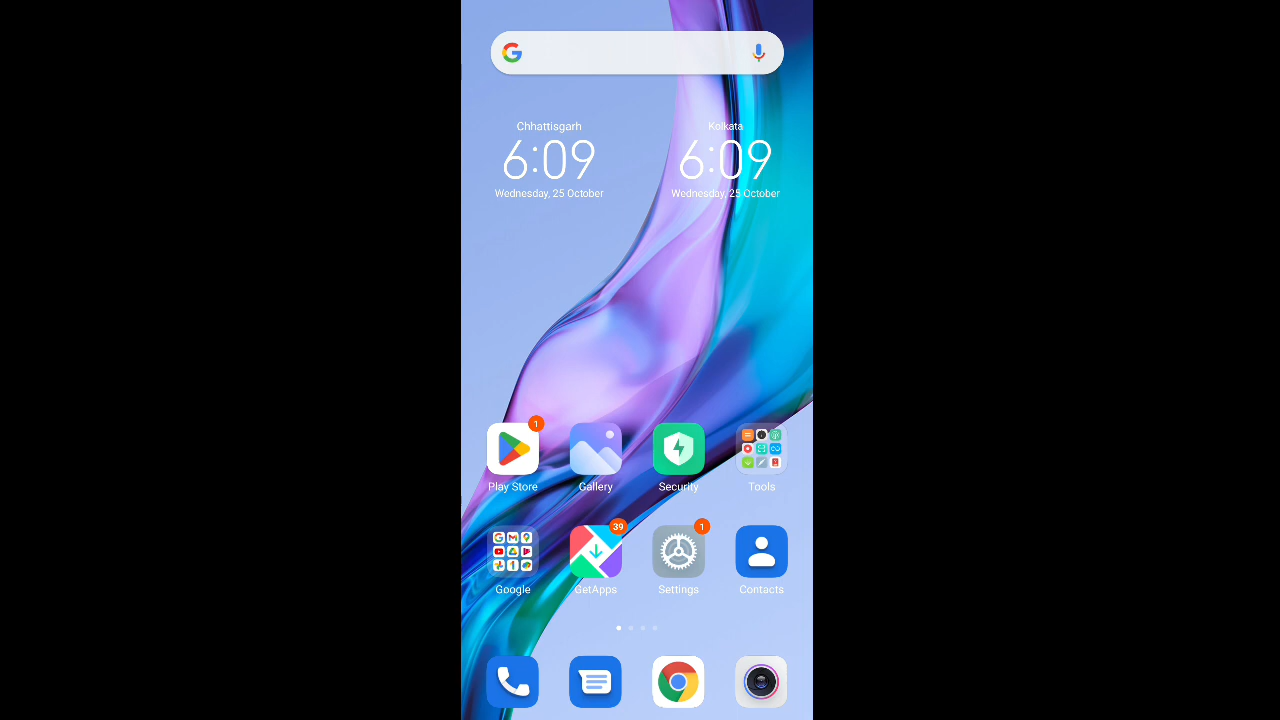 Chhattisgarh
Kolkata
6:09
6:09
Wednesday, 25 October
Wednesday, 25 October
1
Play Store
Gallery
Security
Tools
39
1
Google
GetApps
Settings
Contacts